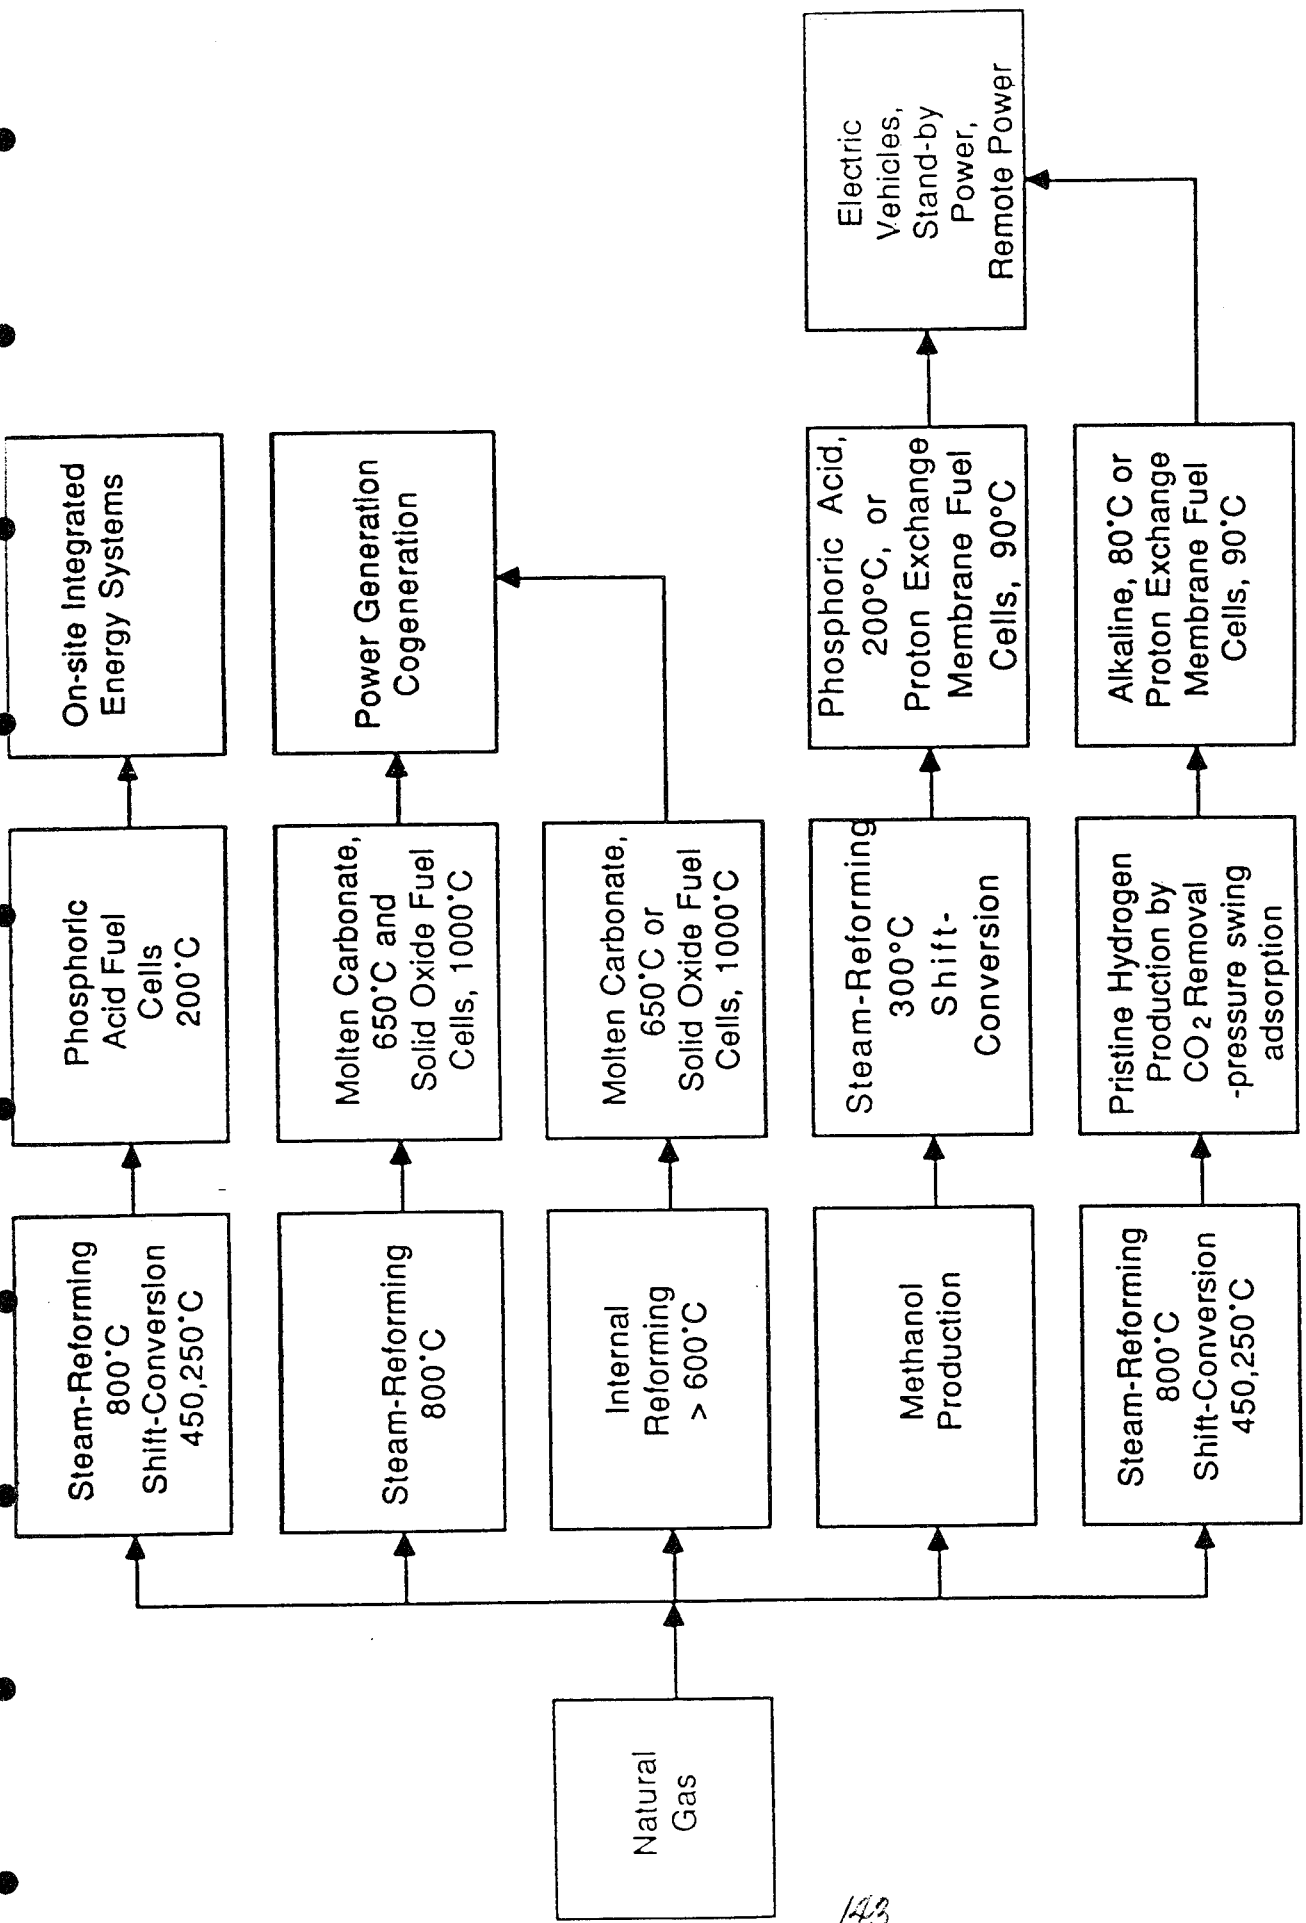 Natural
Gas
Steam-Reforming
800°C
Shift-Conversion
450,250°C
Phosphoric
Acid Fuel
Cells
200°C
On-site Integrated
Energy Systems
Steam-Reforming
800°C
Molten Carbonate,
650°C and
Solid Oxide Fuel
Cells, 1000°C
Power Generation
Cogeneration
Internal
Reforming
> 600°C
Molten Carbonate,
650°C or
Solid Oxide Fuel
Cells, 1000°C
Methanol
Production
Steam-Reforming
300°C
Shift-
Conversion
Phosphoric Acid,
200°C, or
Proton Exchange
Membrane Fuel
Cells, 90°C
Electric
Vehicles,
Stand-by
Power,
Remote Power
Steam-Reforming
800°C
Shift-Conversion
450,250°C
Pristine Hydrogen
Production by
CO2 Removal
-pressure swing
adsorption
Alkaline, 80°C or
Proton Exchange
Membrane Fuel
Cells, 90°C
143